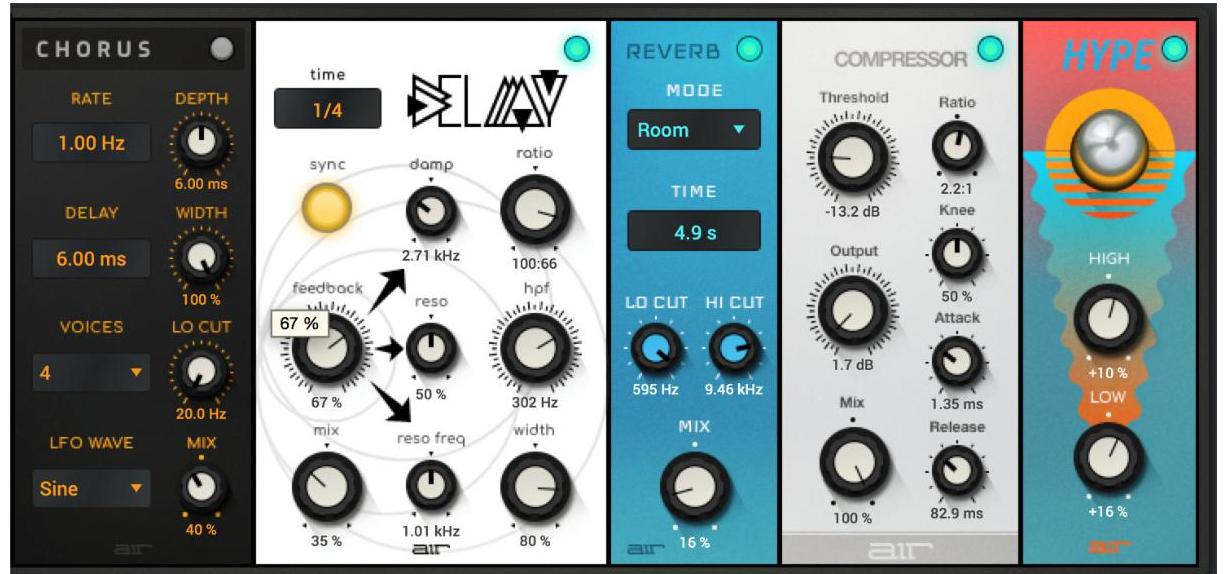 CHORUS
RATE
DEPTH
1.00 Hz
6.00 ms
DELAY
WIDTH
6.00 ms
100 %
VOICES
LO CUT
4
20.0 Hz
LFO WAVE
MIX
Sine
40 %
air
DELAY
time
1/4
sync
damp
ratio
2.71 kHz
100:66
feedback
reso
hpf
67 %
67 %
50 %
302 Hz
mix
reso freq
width
35 %
1.01 kHz
80 %
air
REVERB
MODE
Room
TIME
4.9 s
LO CUT
HI CUT
595 Hz
9.46 kHz
MIX
16 %
air
COMPRESSOR
Threshold
Ratio
-13.2 dB
2.2:1
Knee
Output
50 %
Attack
1.7 dB
1.35 ms
Mix
Release
100 %
82.9 ms
air
HYPE
HIGH
+10 %
LOW
+16 %
air